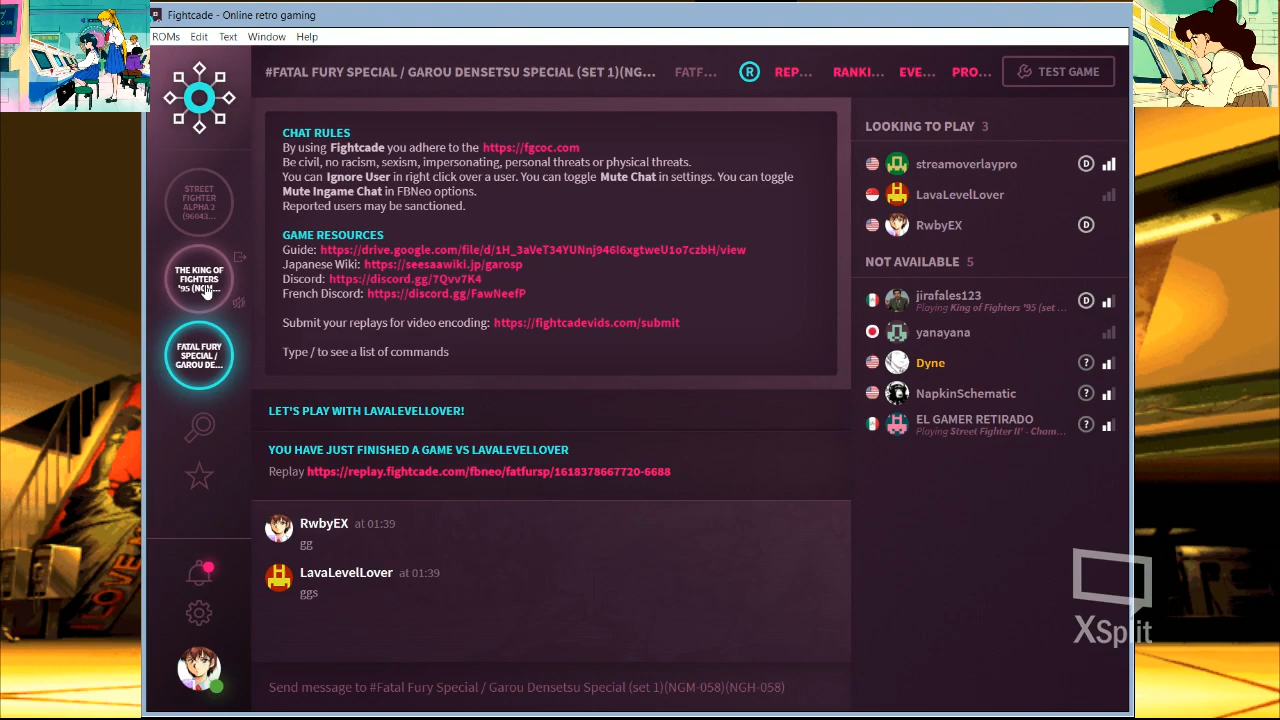 Fightcade - Online retro gaming
ROMs Edit Text Window Help
#FATAL FURY SPECIAL / GAROU DENSETSU SPECIAL (SET 1)(NG... FATF... R REP... RANKI... EVE... PRO... TEST GAME
STREET
FIGHTER
ALPHA 2
(96043...
THE KING OF
FIGHTERS
'95 (NGM...
FATAL FURY
SPECIAL /
GAROU DE...
CHAT RULES
By using Fightcade you adhere to the https://fgcoc.com
Be civil, no racism, sexism, impersonating, personal threats or physical threats.
You can Ignore User in right click over a user. You can toggle Mute Chat in settings. You can toggle
Mute Ingame Chat in FBNeo options.
Reported users may be sanctioned.
GAME RESOURCES
Guide: https://drive.google.com/file/d/1H_3aVeT34YUNnj946I6xgtweU1o7czbH/view
Japanese Wiki: https://seesaawiki.jp/garosp
Discord: https://discord.gg/7Qvv7K4
French Discord: https://discord.gg/FawNeefP
Submit your replays for video encoding: https://fightcadevids.com/submit
Type / to see a list of commands
LET'S PLAY WITH LAVALEVELLOVER!
YOU HAVE JUST FINISHED A GAME VS LAVALEVELLOVER
Replay https://replay.fightcade.com/fbneo/fatfursp/1618378667720-6688
RwbyEX at 01:39
gg
LavaLevelLover at 01:39
ggs
Send message to #Fatal Fury Special / Garou Densetsu Special (set 1)(NGM-058)(NGH-058)
LOOKING TO PLAY 3
streamoverlaypro D
LavaLevelLover
RwbyEX D
NOT AVAILABLE 5
jirafales123 D
Playing King of Fighters '95 (set ...
yanayana
Dyne ?
NapkinSchematic ?
EL GAMER RETIRADO ?
Playing Street Fighter II' - Cham...
XSplit